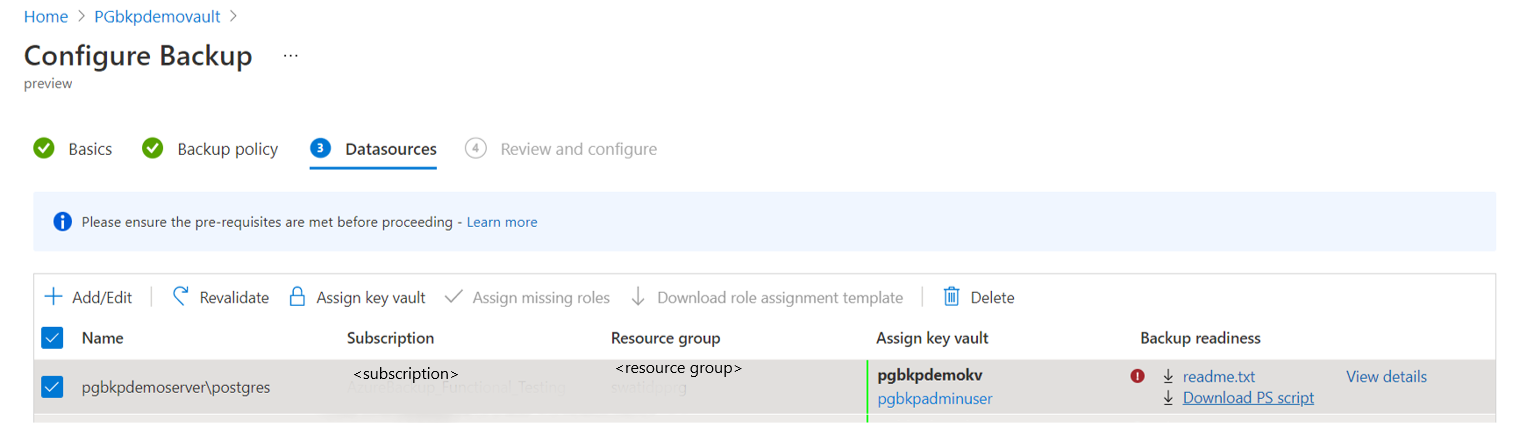 Home > PGbkpdemovault >
Configure Backup ...
preview
Basics Backup policy 3 Datasources 4 Review and configure
Please ensure the pre-requisites are met before proceeding - Learn more
Add/Edit Revalidate Assign key vault Assign missing roles Download role assignment template Delete
Name Subscription Resource group Assign key vault Backup readiness
pgbkpdemoserver\postgres <subscription> <resource group> pgbkpdemokv readme.txt View details
pgbkpadminuser Download PS script